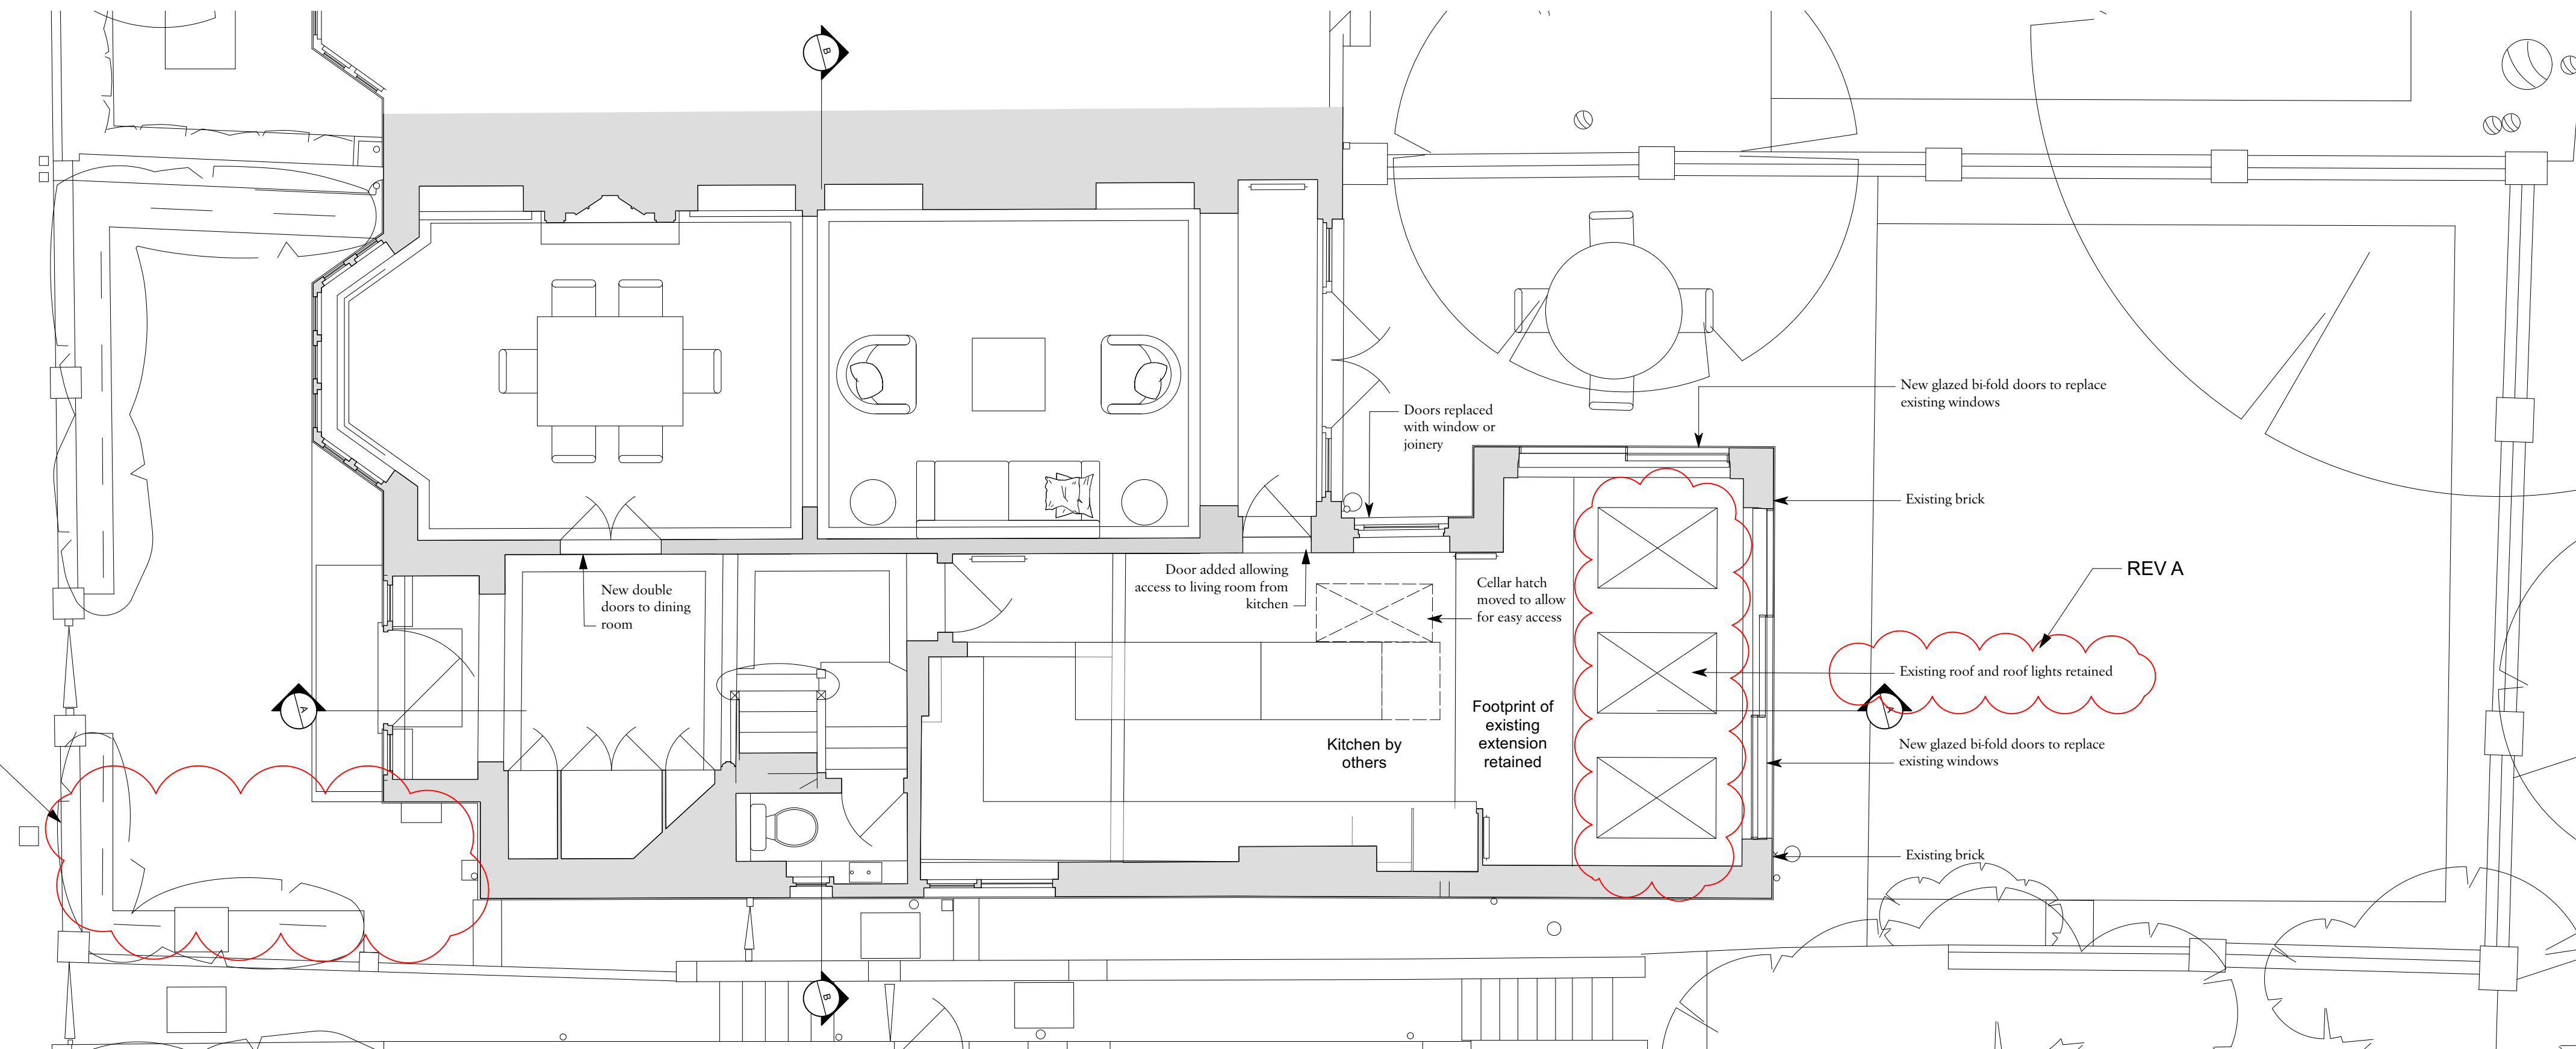 B
New glazed bi-fold doors to replace
existing windows
Doors replaced
with window or
joinery
Existing brick
Door added allowing
access to living room from
kitchen
REV A
New double
doors to dining
room
Cellar hatch
moved to allow
for easy access
Existing roof and roof lights retained
A
A
Footprint of
existing
extension
retained
Kitchen by
others
New glazed bi-fold doors to replace
existing windows
Existing brick
B